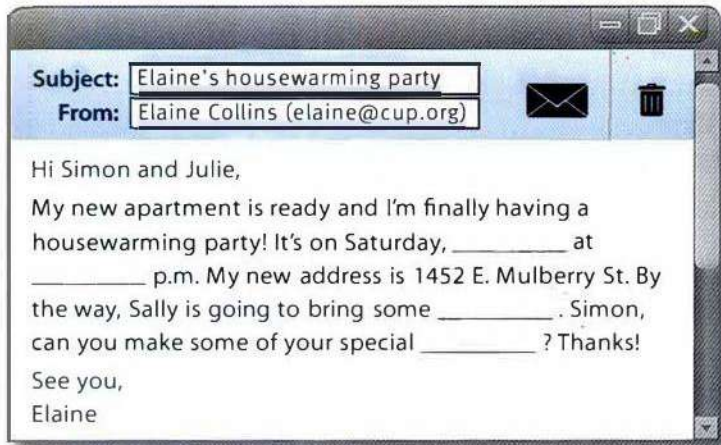 Subject: Elaine's housewarming party
From: Elaine Collins (elaine@cup.org)
Hi Simon and Julie,
My new apartment is ready and I'm finally having a
housewarming party! It's on Saturday, _________ at
_________ p.m. My new address is 1452 E. Mulberry St. By
the way, Sally is going to bring some _________ . Simon,
can you make some of your special _________ ? Thanks!
See you,
Elaine